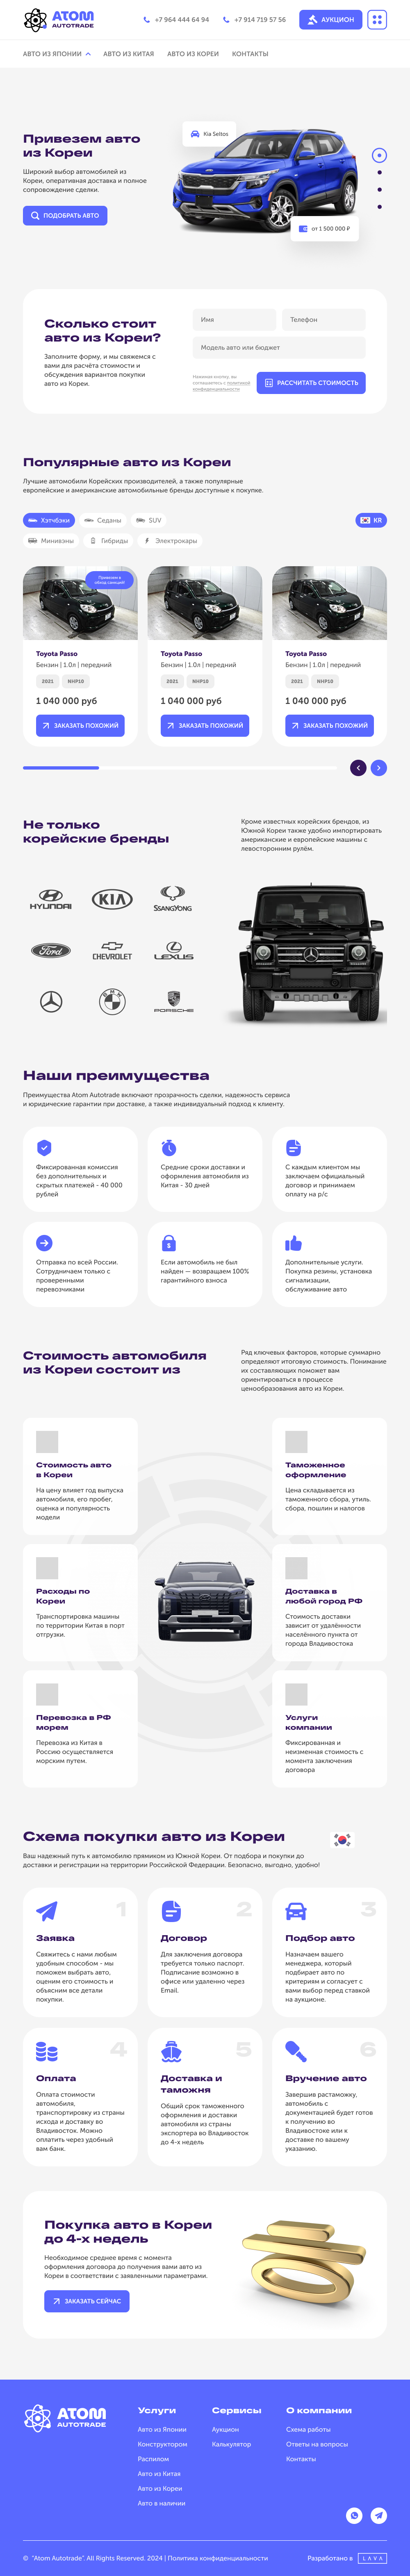 ATOM
AUTOTRADE
+7 964 444 64 94
+7 914 719 57 56
АУКЦИОН
АВТО ИЗ ЯПОНИИ
АВТО ИЗ КИТАЯ
АВТО ИЗ КОРЕИ
КОНТАКТЫ
Привезем авто
из Кореи
Широкий выбор автомобилей из
Кореи, оперативная доставка и полное
сопровождение сделки.
ПОДОБРАТЬ АВТО
Kia Seltos
от 1 500 000 ₽
Сколько стоит
авто из Кореи?
Заполните форму, и мы свяжемся с
вами для расчёта стоимости и
обсуждения вариантов покупки
авто из Кореи.
Имя
Телефон
Модель авто или бюджет
Нажимая кнопку, вы
соглашаетесь с политикой
конфиденциальности
РАССЧИТАТЬ СТОИМОСТЬ
Популярные авто из Кореи
Лучшие автомобили Корейских производителей, а также популярные
европейские и американские автомобильные бренды доступные к покупке.
Хэтчбэки
Седаны
SUV
KR
Минивэны
Гибриды
Электрокары
Привезем в
обход санкций!
Toyota Passo
Бензин | 1.0л | передний
2021
NHP10
1 040 000 руб
ЗАКАЗАТЬ ПОХОЖИЙ
Toyota Passo
Бензин | 1.0л | передний
2021
NHP10
1 040 000 руб
ЗАКАЗАТЬ ПОХОЖИЙ
Toyota Passo
Бензин | 1.0л | передний
2021
NHP10
1 040 000 руб
ЗАКАЗАТЬ ПОХОЖИЙ
Не только
корейские бренды
Кроме известных корейских брендов, из
Южной Кореи также удобно импортировать
американские и европейские машины с
левосторонним рулём.
HYUNDAI
KIA
SSANGYONG
Ford
CHEVROLET
LEXUS
BMW
PORSCHE
Наши преимущества
Преимущества Atom Autotrade включают прозрачность сделки, надежность сервиса
и юридические гарантии при доставке, а также индивидуальный подход к клиенту.
Фиксированная комиссия
без дополнительных и
скрытых платежей - 40 000
рублей
Средние сроки доставки и
оформления автомобиля из
Китая - 30 дней
С каждым клиентом мы
заключаем официальный
договор и принимаем
оплату на р/с
Отправка по всей России.
Сотрудничаем только с
проверенными
перевозчиками
Если автомобиль не был
найден — возвращаем 100%
гарантийного взноса
Дополнительные услуги.
Покупка резины, установка
сигнализации,
обслуживание авто
Стоимость автомобиля
из Кореи состоит из
Ряд ключевых факторов, которые суммарно
определяют итоговую стоимость. Понимание
их составляющих поможет вам
ориентироваться в процессе
ценообразования авто из Кореи.
Стоимость авто
в Кореи
На цену влияет год выпуска
автомобиля, его пробег,
оценка и популярность
модели
Таможенное
оформление
Цена складывается из
таможенного сбора, утиль.
сбора, пошлин и налогов
Расходы по
Кореи
Транспортировка машины
по территории Китая в порт
отгрузки.
Доставка в
любой город РФ
Стоимость доставки
зависит от удалённости
населённого пункта от
города Владивостока
Перевозка в РФ
морем
Перевозка из Китая в
Россию осуществляется
морским путем.
Услуги
компании
Фиксированная и
неизменная стоимость с
момента заключения
договора
Схема покупки авто из Кореи
Ваш надежный путь к автомобилю прямиком из Южной Кореи. От подбора и покупки до
доставки и регистрации на территории Российской Федерации. Безопасно, выгодно, удобно!
1
Заявка
Свяжитесь с нами любым
удобным способом - мы
поможем выбрать авто,
оценим его стоимость и
объясним все детали
покупки.
2
Договор
Для заключения договора
требуется только паспорт.
Подписание возможно в
офисе или удаленно через
Email.
3
Подбор авто
Назначаем вашего
менеджера, который
подбирает авто по
критериям и согласует с
вами выбор перед ставкой
на аукционе.
4
Оплата
Оплата стоимости
автомобиля,
транспортировку из страны
исхода и доставку во
Владивосток. Можно
оплатить через удобный
вам банк.
5
Доставка и
таможня
Общий срок таможенного
оформления и доставки
автомобиля из страны
экспортера во Владивосток
до 4-х недель
6
Вручение авто
Завершив растаможку,
автомобиль с
документацией будет готов
к получению во
Владивостоке или к
доставке по вашему
указанию.
Покупка авто в Кореи
до 4-х недель
Необходимое среднее время с момента
оформления договора до получения вами авто из
Кореи в соответствии с заявленными параметрами.
ЗАКАЗАТЬ СЕЙЧАС
ATOM
AUTOTRADE
Услуги
Авто из Японии
Конструктором
Распилом
Авто из Китая
Авто из Кореи
Авто в наличии
Сервисы
Аукцион
Калькулятор
О компании
Схема работы
Ответы на вопросы
Контакты
© "Atom Autotrade". All Rights Reserved. 2024 | Политика конфиденциальности
Разработано в
LAVA